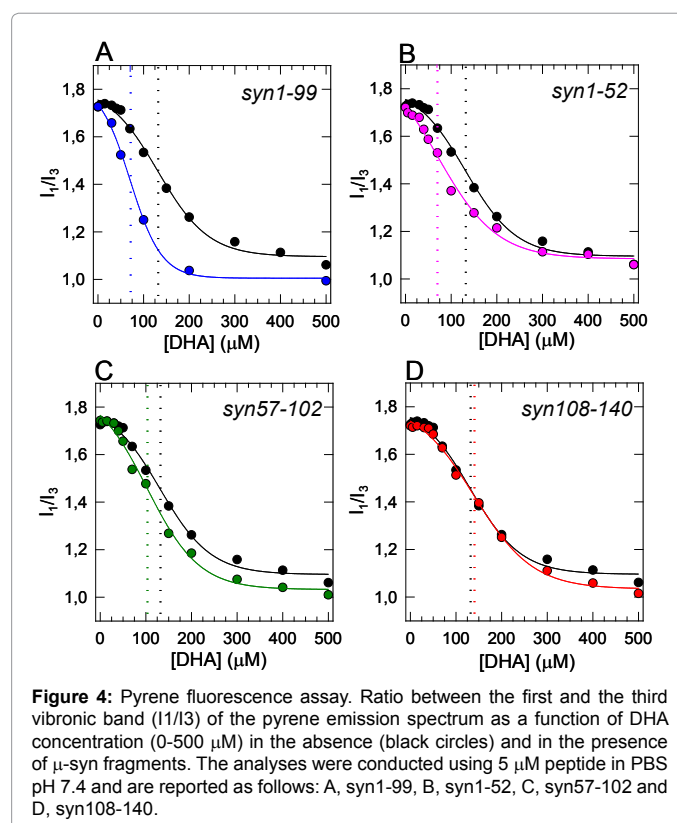 A
syn1-99
1,8
1,6
1,4
1,2
1,0
I1/I3
0 100 200 300 400 500
[DHA] (μM)
B
syn1-52
1,8
1,6
1,4
1,2
1,0
I1/I3
0 100 200 300 400 500
[DHA] (μM)
C
syn57-102
1,8
1,6
1,4
1,2
1,0
I1/I3
0 100 200 300 400 500
[DHA] (μM)
D
syn108-140
1,8
1,6
1,4
1,2
1,0
I1/I3
0 100 200 300 400 500
[DHA] (μM)
Figure 4: Pyrene fluorescence assay. Ratio between the first and the third
vibronic band (I1/I3) of the pyrene emission spectrum as a function of DHA
concentration (0-500 μM) in the absence (black circles) and in the presence
of μ-syn fragments. The analyses were conducted using 5 μM peptide in PBS
pH 7.4 and are reported as follows: A, syn1-99, B, syn1-52, C, syn57-102 and
D, syn108-140.